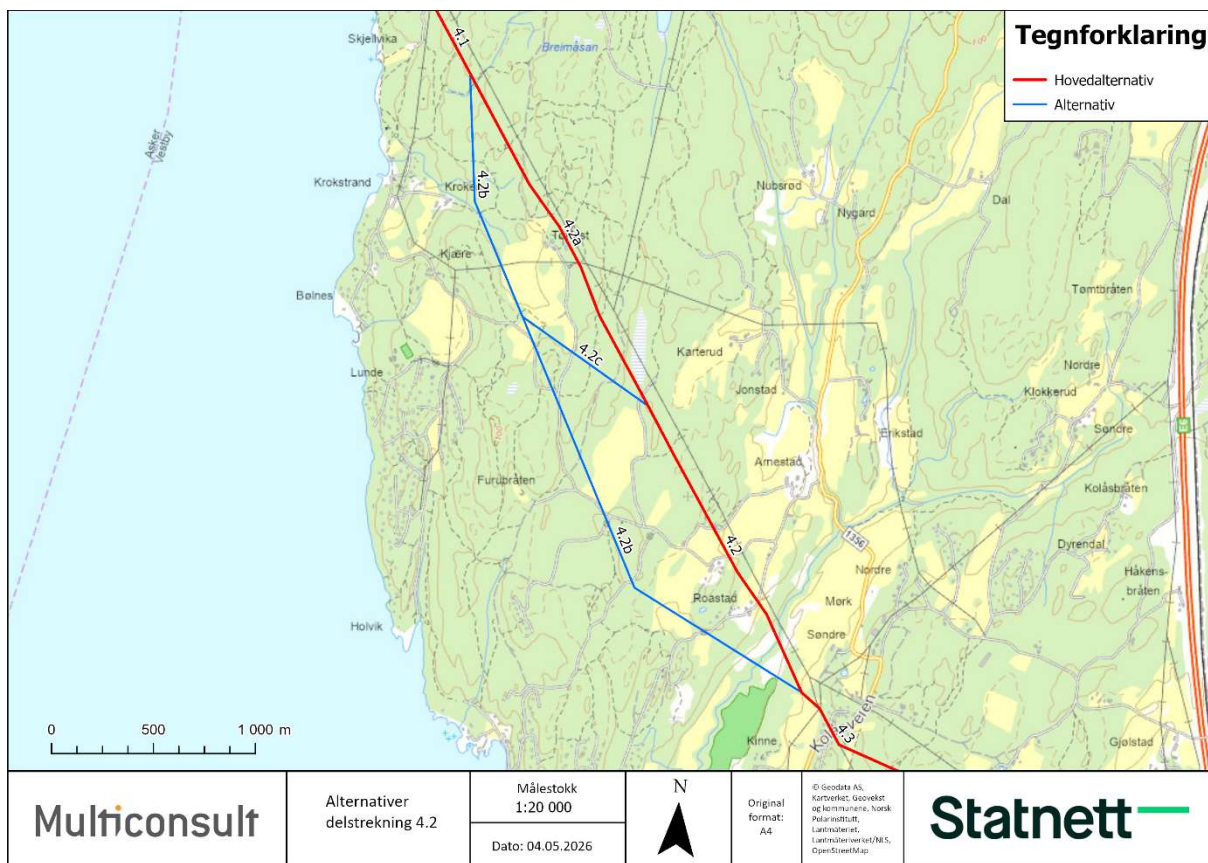 Tegnforklaring
Hovedalternativ
Alternativ
4.1
Skjellvika
Breimåsan
Asker
Vestby
Krokstrand
4.2b
4.2a
Kjære
Nubsrød
Nygard
Dal
Bølnes
Tømtbråten
Lunde
4.2c
Karterud
Jonstad
Nordre
Klokkerud
Søndre
Erikstad
Arnestad
Furubråten
Kolåsbråten
4.2b
4.2
1356
Dyrendal
Nordre
Håkens-
bråten
Roastad
Mørk
Holvik
Søndre
Kinne
4.3
Gjølstad
0 500 1 000 m
Multiconsult
Alternativer
delstrekning 4.2
Målestokk
1:20 000
Dato: 04.05.2026
N
Original
format:
A4
© Geodata AS,
Kartverket, Geovekst
og kommunene, Norsk
Polarinstitutt,
Lantmäteriet,
Lantmäteriverket/NLS,
OpenStreetMap
Statnett